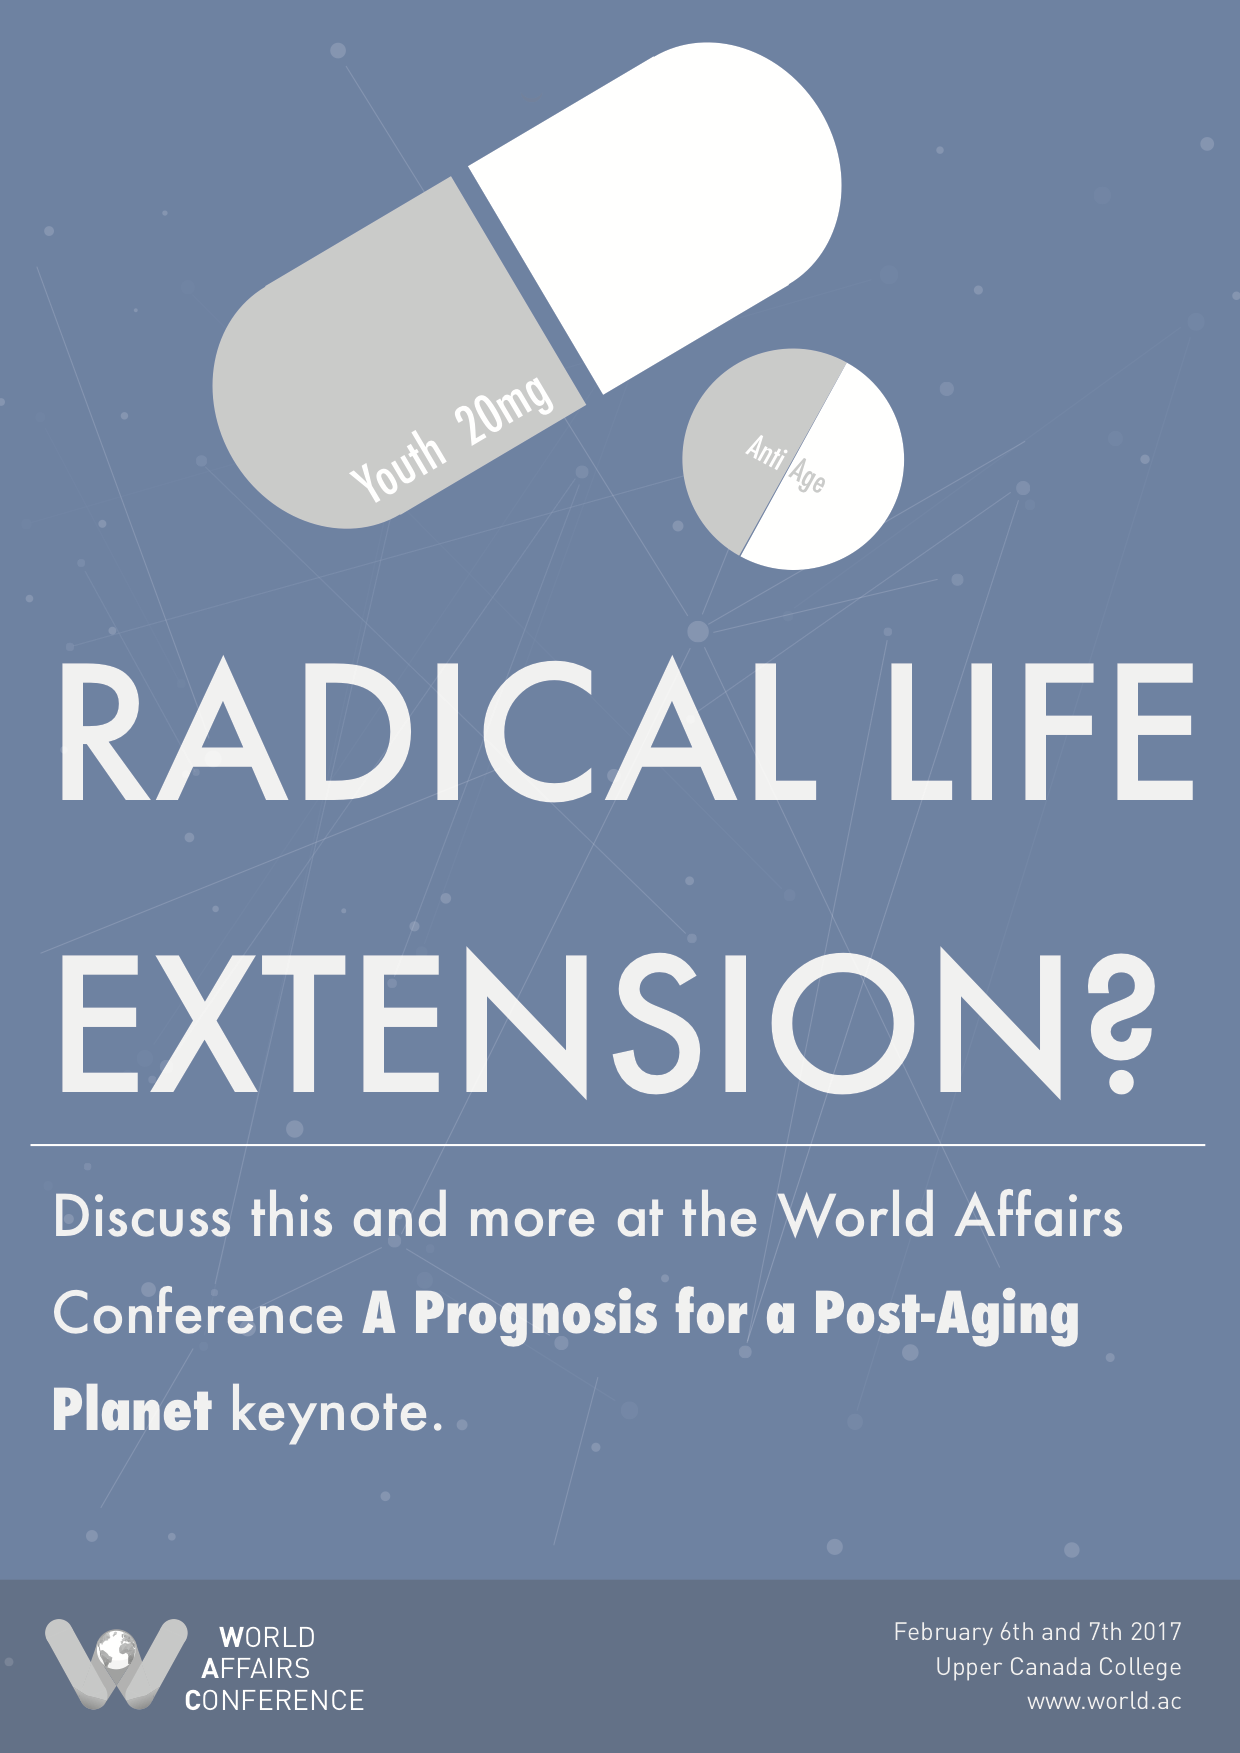 Youth 20mg
Anti Age
RADICAL LIFE
EXTENSION?
Discuss this and more at the World Affairs
Conference A Prognosis for a Post-Aging
Planet keynote.
WORLD
AFFAIRS
CONFERENCE
February 6th and 7th 2017
Upper Canada College
www.world.ac